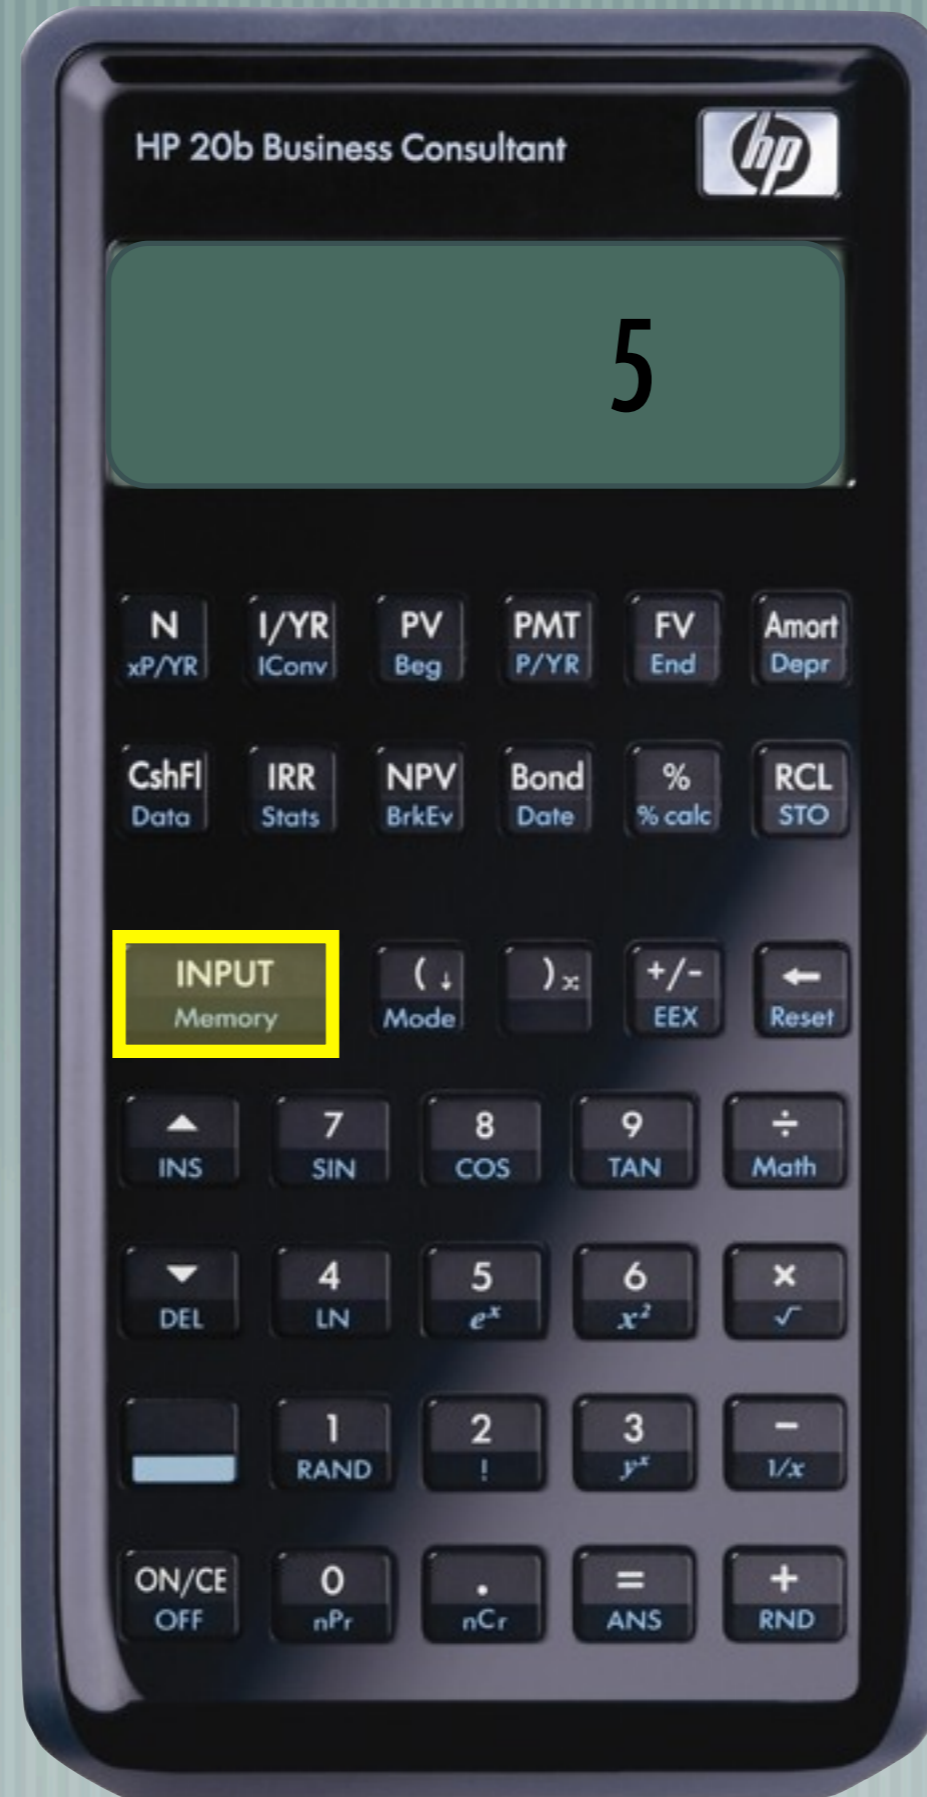 HP 20b Business Consultant hp
5
N I/YR PV PMT FV Amort
xP/YR IConv Beg P/YR End Depr
CshFl IRR NPV Bond % RCL
Data Stats BrkEv Date % calc STO
INPUT ( ↓ ) x +/- ←
Memory Mode EEX Reset
▲ 7 8 9 ÷
INS SIN COS TAN Math
▼ 4 5 6 ×
DEL LN eˣ x² √
1 2 3 −
RAND ! yˣ 1/x
ON/CE 0 . = +
OFF nPr nCr ANS RND